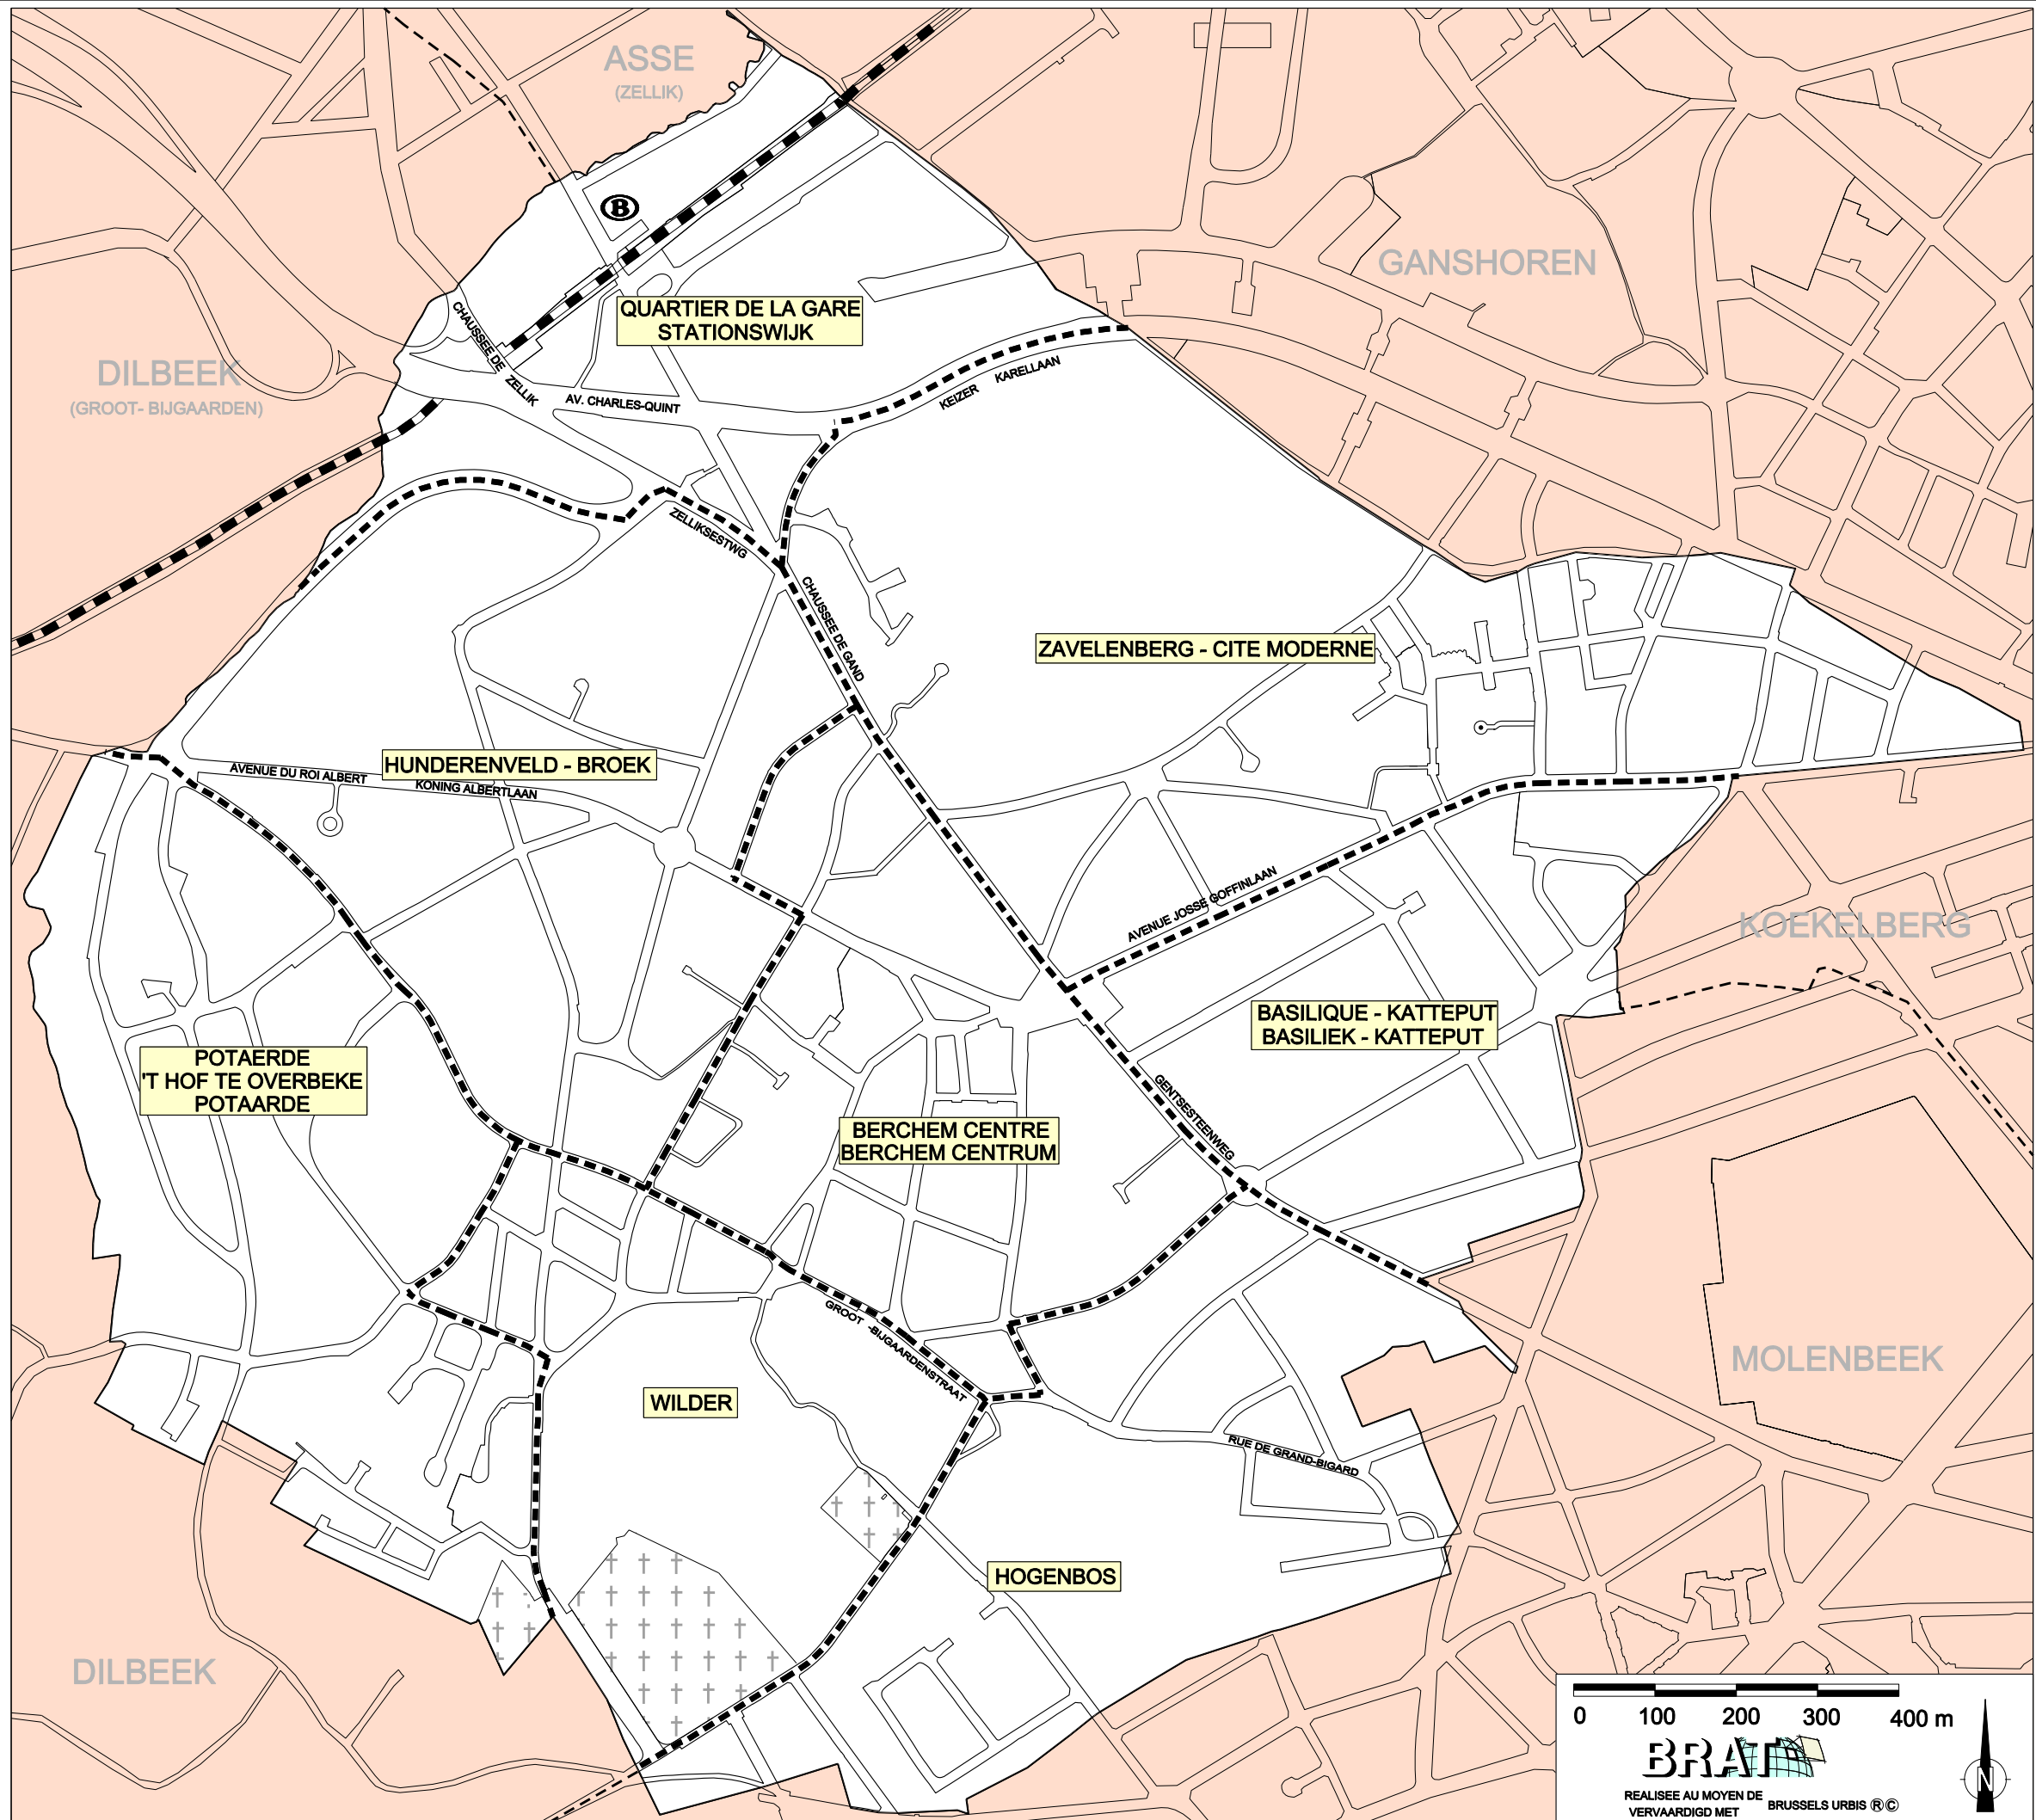 ASSE
(ZELLIK)
B
GANSHOREN
QUARTIER DE LA GARE
STATIONSWIJK
CHAUSSEE DE ZELLIK
DILBEEK
(GROOT- BIJGAARDEN)
AV. CHARLES-QUINT
KEIZER KARELLAAN
ZELLIKSESTWG
CHAUSSEE DE GAND
ZAVELENBERG - CITE MODERNE
HUNDERENVELD - BROEK
AVENUE DU ROI ALBERT
KONING ALBERTLAAN
AVENUE JOSSE GOFFINLAAN
KOEKELBERG
BASILIQUE - KATTEPUT
BASILIEK - KATTEPUT
POTAERDE
'T HOF TE OVERBEKE
POTAARDE
BERCHEM CENTRE
BERCHEM CENTRUM
GENTSESTEENWEG
GROOT -BIJGAARDENSTRAAT
MOLENBEEK
WILDER
RUE DE GRAND-BIGARD
HOGENBOS
DILBEEK
0 100 200 300 400 m
BRAT
REALISEE AU MOYEN DE
VERVAARDIGD MET
BRUSSELS URBIS ®©
N